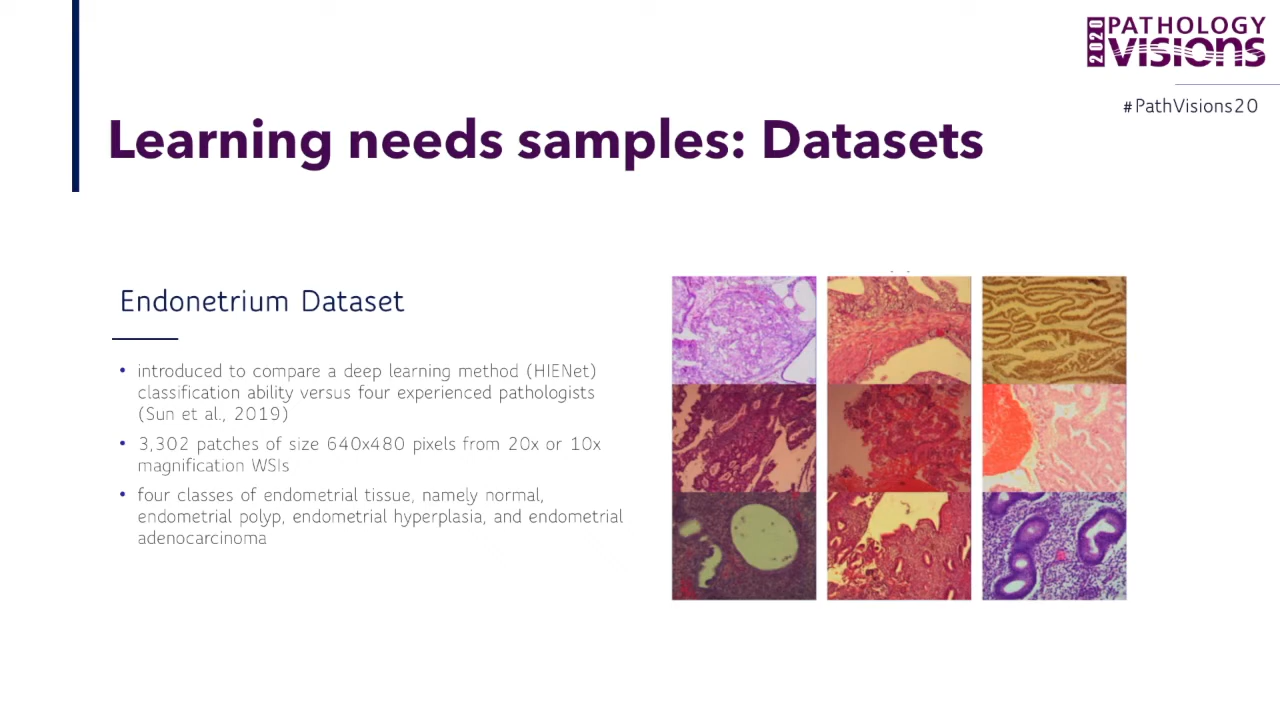 2020 PATHOLOGY
VISIONS
#PathVisions20
Learning needs samples: Datasets
Endonetrium Dataset
• introduced to compare a deep learning method (HIENet)
classification ability versus four experienced pathologists
(Sun et al., 2019)
• 3,302 patches of size 640x480 pixels from 20x or 10x
magnification WSIs
• four classes of endometrial tissue, namely normal,
endometrial polyp, endometrial hyperplasia, and endometrial
adenocarcinoma